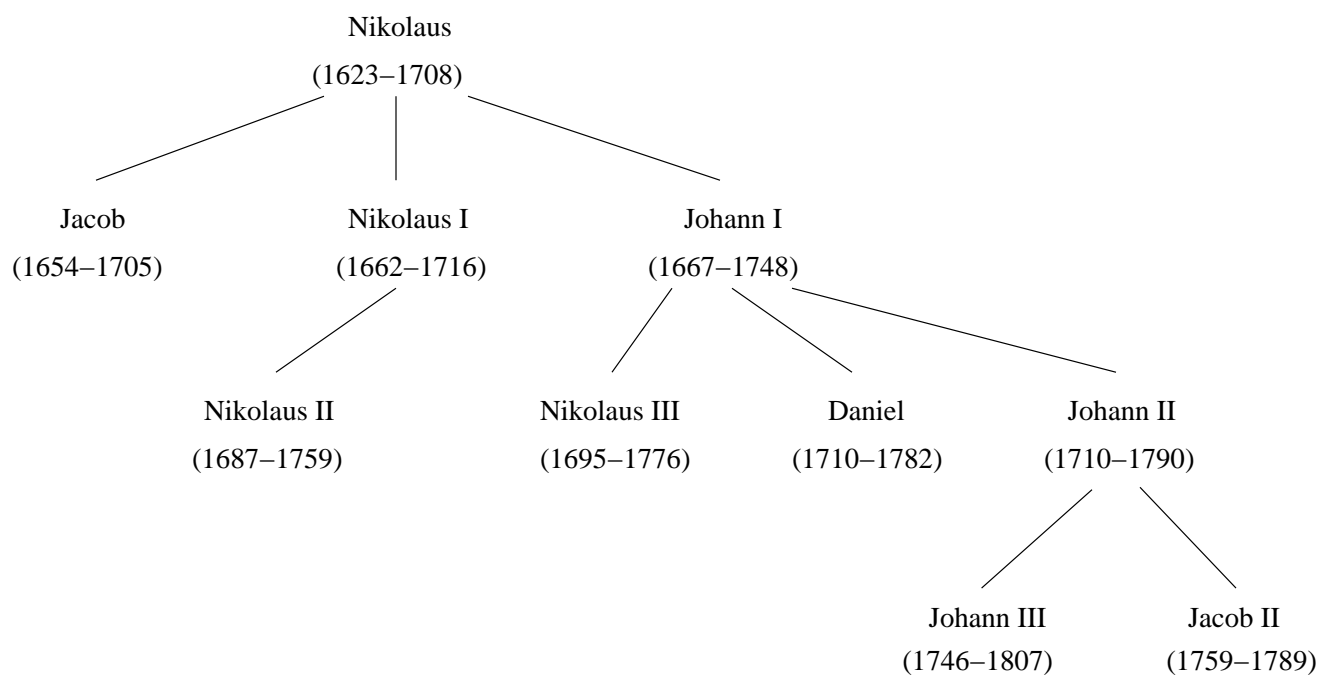 Nikolaus
(1623–1708)
Jacob Nikolaus I Johann I
(1654–1705) (1662–1716) (1667–1748)
Nikolaus II Nikolaus III Daniel Johann II
(1687–1759) (1695–1776) (1710–1782) (1710–1790)
Johann III Jacob II
(1746–1807) (1759–1789)